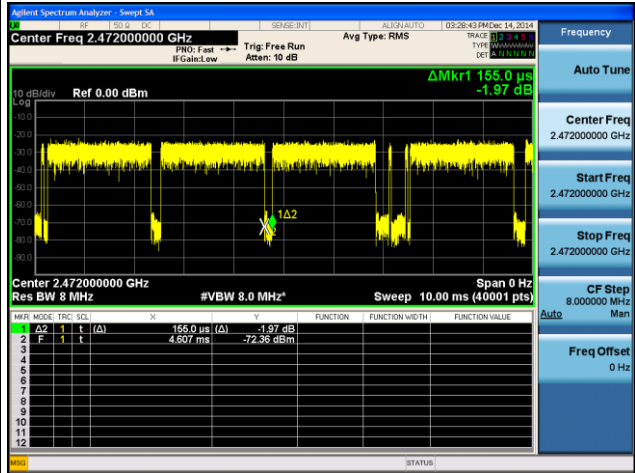 Agilent Spectrum Analyzer - Swept SA
RF 50 Ω DC SENSE:INT ALIGN AUTO 03:28:43 PM Dec 14, 2014
Center Freq 2.472000000 GHz
PNO: Fast
IFGain:Low
Trig: Free Run
Atten: 10 dB
Avg Type: RMS
TRACE 1 2 3 4 5 6
TYPE
DET A N N N N N
Frequency
ΔMkr1 155.0 µs
-1.97 dB
10 dB/div Ref 0.00 dBm
Log
-10.0
-20.0
-30.0
-40.0
-50.0
-60.0
-70.0
-80.0
-90.0
1Δ2
Center 2.472000000 GHz Span 0 Hz
Res BW 8 MHz #VBW 8.0 MHz* Sweep 10.00 ms (40001 pts)
MKR MODE TRC SCL X Y FUNCTION FUNCTION WIDTH FUNCTION VALUE
1 Δ2 1 t (Δ) 155.0 µs (Δ) -1.97 dB
2 F 1 t 4.607 ms -72.36 dBm
3
4
5
6
7
8
9
10
11
12
Auto Tune
Center Freq
2.472000000 GHz
Start Freq
2.472000000 GHz
Stop Freq
2.472000000 GHz
CF Step
8.000000 MHz
Auto Man
Freq Offset
0 Hz
MSG STATUS